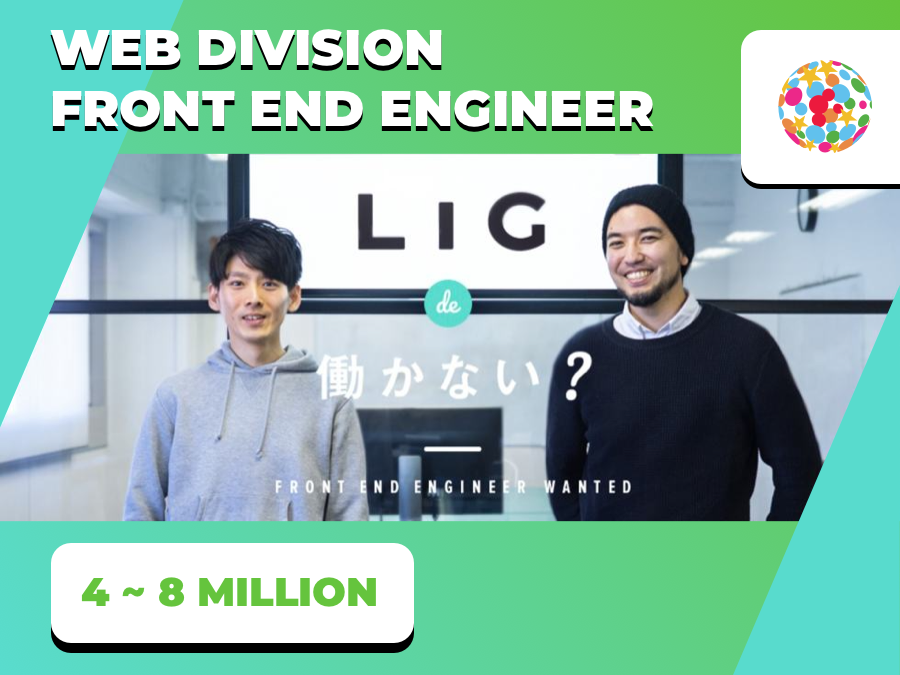 WEB DIVISION
FRONT END ENGINEER
LIG
de
働かない?
FRONT END ENGINEER WANTED
4 ~ 8 MILLION